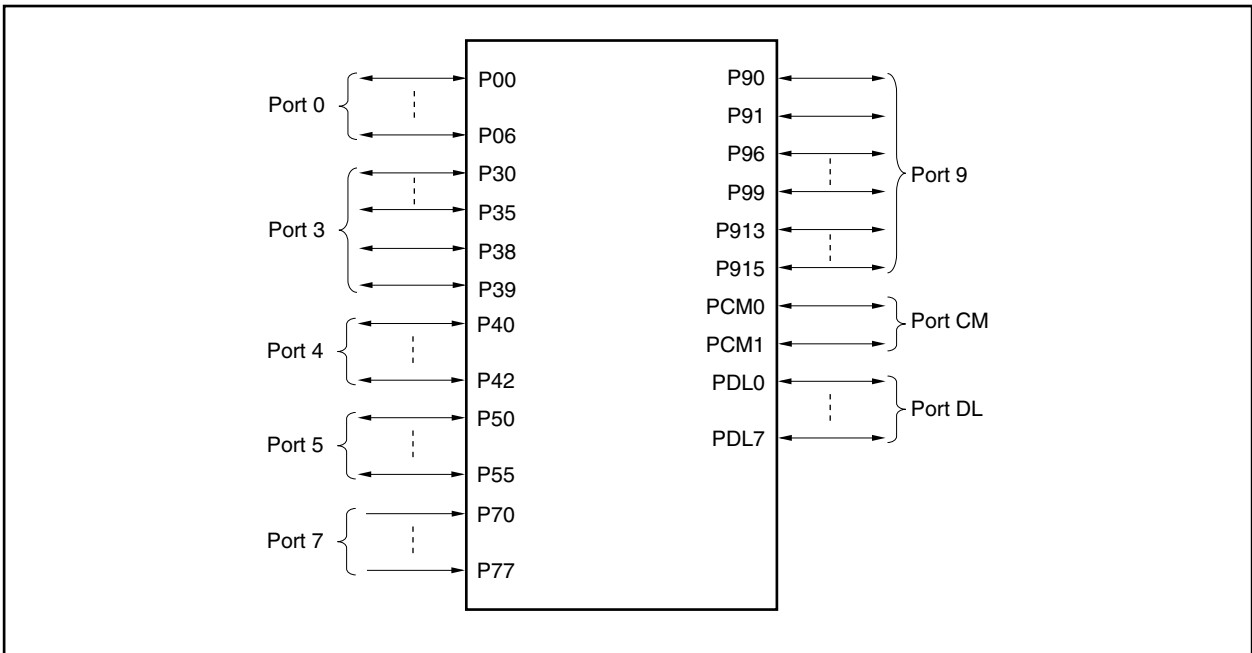 Port 0
P00
P06
Port 3
P30
P35
P38
P39
Port 4
P40
P42
Port 5
P50
P55
Port 7
P70
P77
P90
P91
P96
P99
P913
P915
Port 9
PCM0
PCM1
Port CM
PDL0
PDL7
Port DL